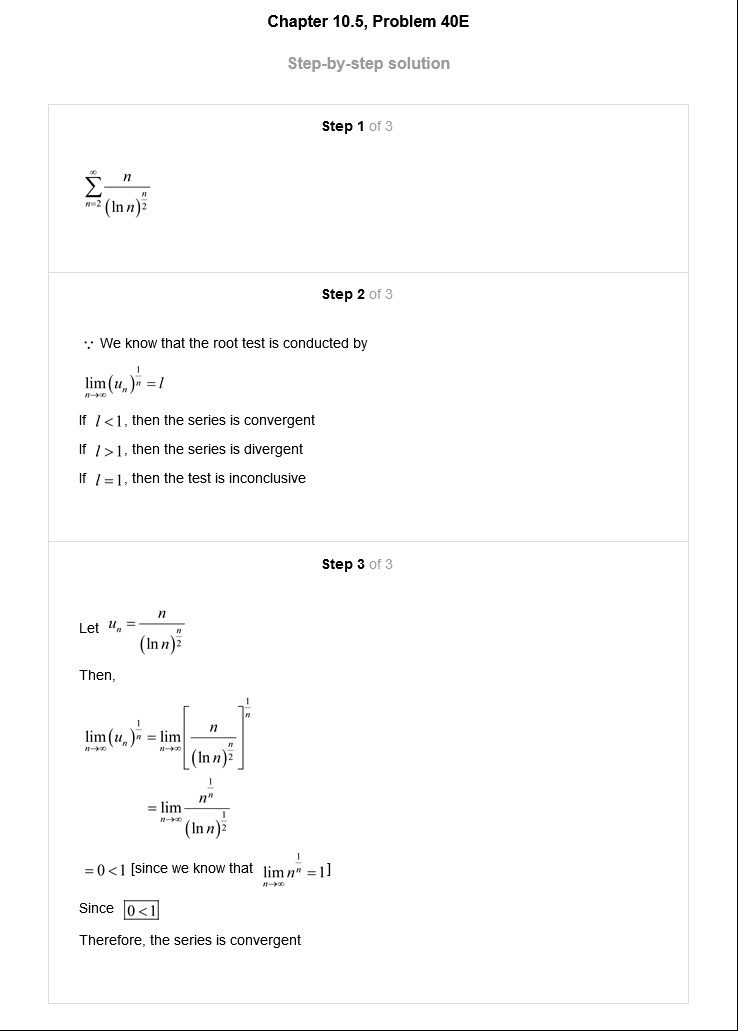 Chapter 10.5, Problem 40E
Step-by-step solution
Step 1 of 3
$\sum_{n=2}^{\infty} \frac{n}{(\ln n)^{\frac{n}{2}}}$
Step 2 of 3
∵ We know that the root test is conducted by
$\lim_{n\to\infty} (u_n)^{\frac{1}{n}} = l$
If $l<1$, then the series is convergent
If $l>1$, then the series is divergent
If $l=1$, then the test is inconclusive
Step 3 of 3
Let $u_n = \frac{n}{(\ln n)^{\frac{n}{2}}}$
Then,
$\lim_{n\to\infty} (u_n)^{\frac{1}{n}} = \lim_{n\to\infty} \left[ \frac{n}{(\ln n)^{\frac{n}{2}}} \right]^{\frac{1}{n}}$
$= \lim_{n\to\infty} \frac{n^{\frac{1}{n}}}{(\ln n)^{\frac{1}{2}}}$
$= 0 < 1$ [since we know that $\lim_{n\to\infty} n^{\frac{1}{n}} = 1$]
Since $\boxed{0<1}$
Therefore, the series is convergent